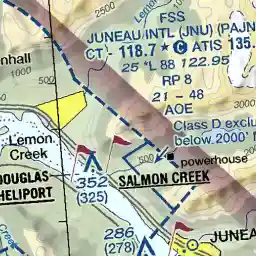 FSS
JUNEAU INTL (JNU) (PAJN
CT - 118.7 * C ATIS 135.
25 *L 88 122.95
RP 8
21 - 48
AOE
Class D exclu
below 2000'
Lemon
Creek
powerhouse
500
DOUGLAS
HELIPORT
SALMON CREEK
352
(325)
286
(278)
JUNEA